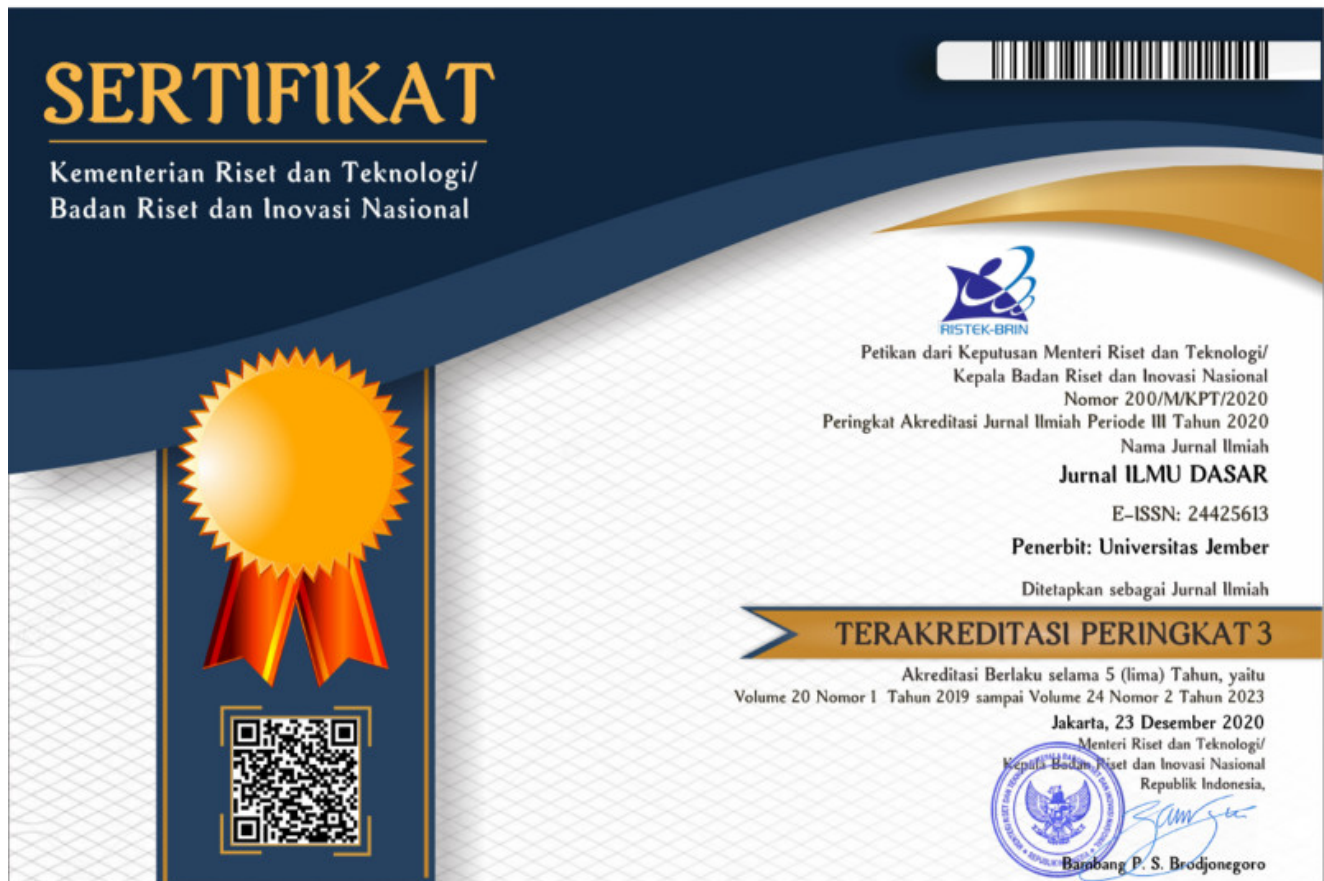 SERTIFIKAT
Kementerian Riset dan Teknologi/
Badan Riset dan Inovasi Nasional
RISTEK-BRIN
Petikan dari Keputusan Menteri Riset dan Teknologi/
Kepala Badan Riset dan Inovasi Nasional
Nomor 200/M/KPT/2020
Peringkat Akreditasi Jurnal Ilmiah Periode III Tahun 2020
Nama Jurnal Ilmiah
Jurnal ILMU DASAR
E-ISSN: 24425613
Penerbit: Universitas Jember
Ditetapkan sebagai Jurnal Ilmiah
TERAKREDITASI PERINGKAT 3
Akreditasi Berlaku selama 5 (lima) Tahun, yaitu
Volume 20 Nomor 1 Tahun 2019 sampai Volume 24 Nomor 2 Tahun 2023
Jakarta, 23 Desember 2020
Menteri Riset dan Teknologi/
Kepala Badan Riset dan Inovasi Nasional
Republik Indonesia,
Bambang P. S. Brodjonegoro